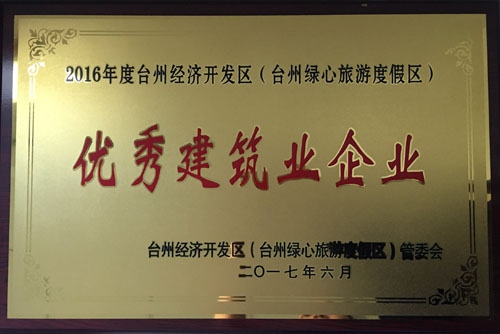 2016年度台州经济开发区（台州绿心旅游度假区）
优秀建筑业企业
台州经济开发区（台州绿心旅游度假区）管委会
二〇一七年六月